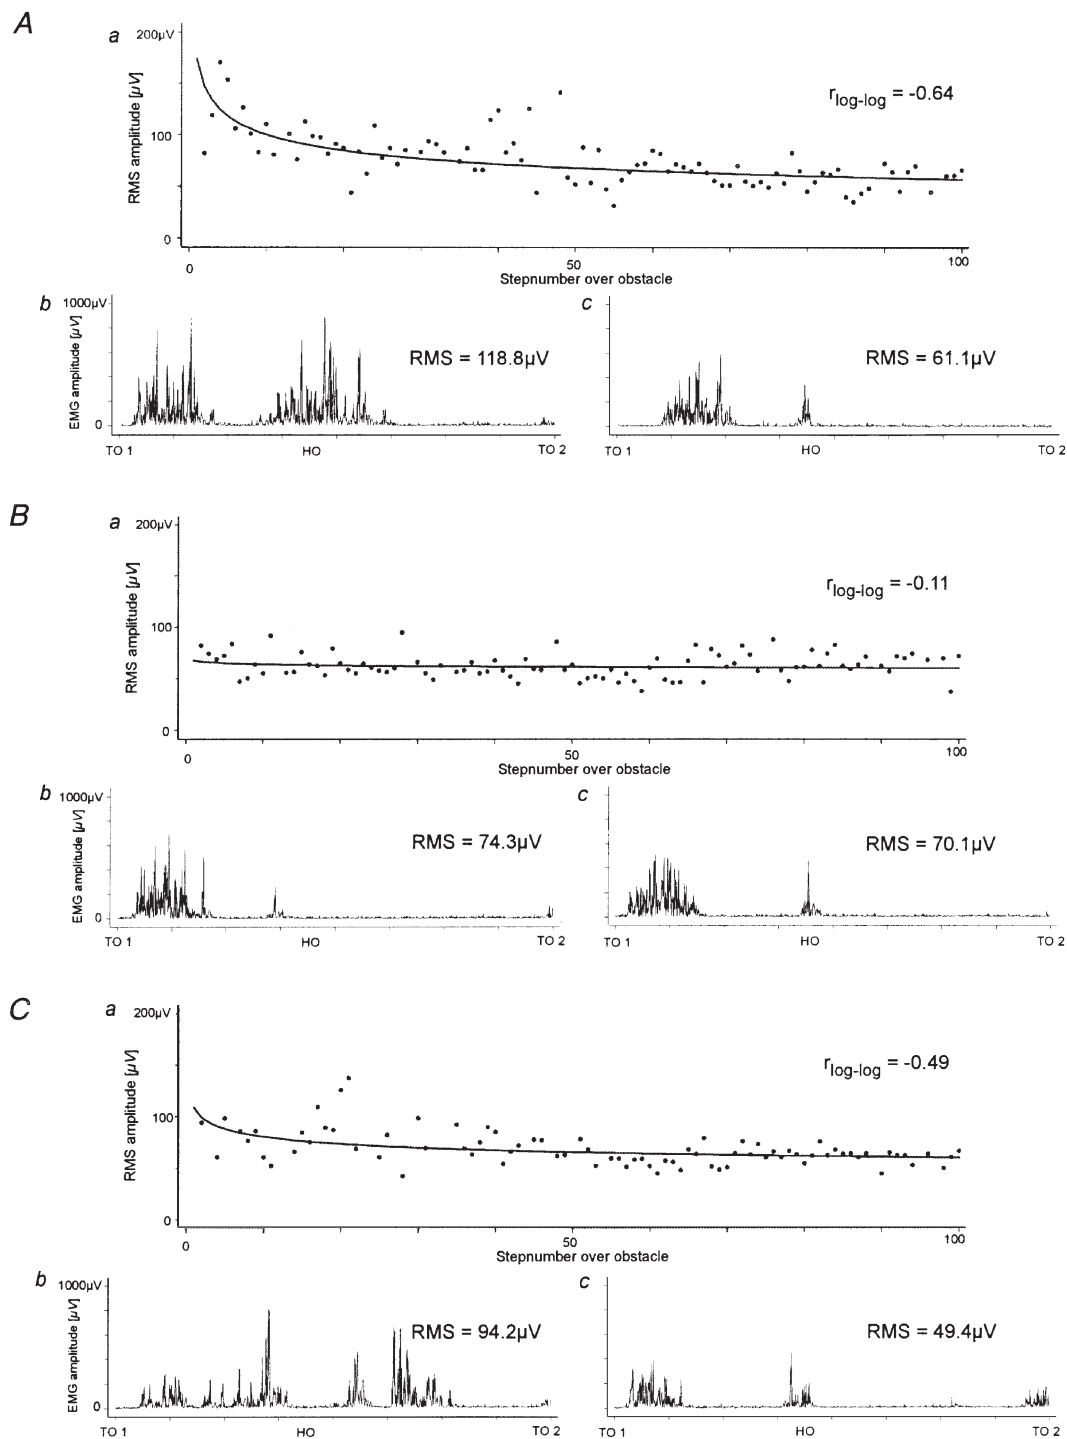 A
a
200µV
100
0
RMS amplitude [µV]
r log-log = -0.64
0
50
100
Stepnumber over obstacle
b
1000µV
0
EMG amplitude [µV]
RMS = 118.8µV
TO 1
HO
TO 2
c
RMS = 61.1µV
TO 1
HO
TO 2
B
a
200µV
100
0
RMS amplitude [µV]
r log-log = -0.11
0
50
100
Stepnumber over obstacle
b
1000µV
0
EMG amplitude [µV]
RMS = 74.3µV
TO 1
HO
TO 2
c
RMS = 70.1µV
TO 1
HO
TO 2
C
a
200µV
100
0
RMS amplitude [µV]
r log-log = -0.49
0
50
100
Stepnumber over obstacle
b
1000µV
0
EMG amplitude [µV]
RMS = 94.2µV
TO 1
HO
TO 2
c
RMS = 49.4µV
TO 1
HO
TO 2